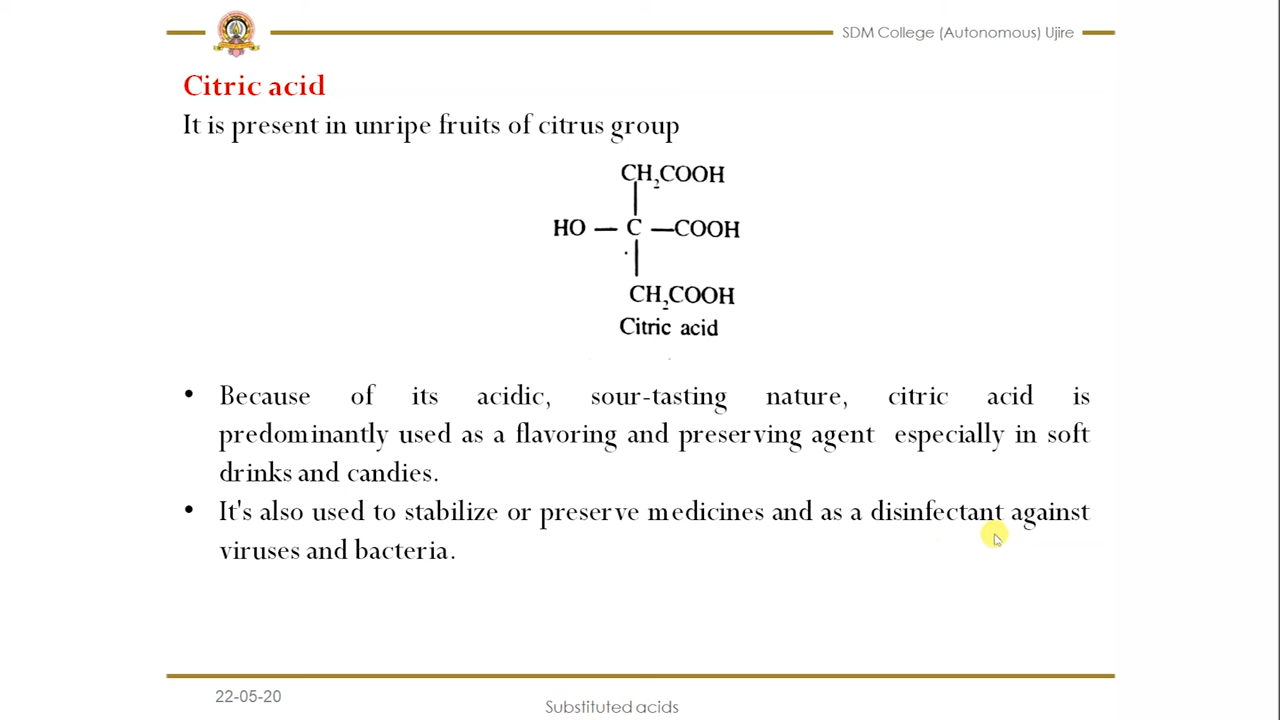 SDM College (Autonomous) Ujire
Citric acid
It is present in unripe fruits of citrus group
CH₂COOH
HO — C —COOH
CH₂COOH
Citric acid
• Because of its acidic, sour-tasting nature, citric acid is
predominantly used as a flavoring and preserving agent especially in soft
drinks and candies.
• It's also used to stabilize or preserve medicines and as a disinfectant against
viruses and bacteria.
22-05-20
Substituted acids